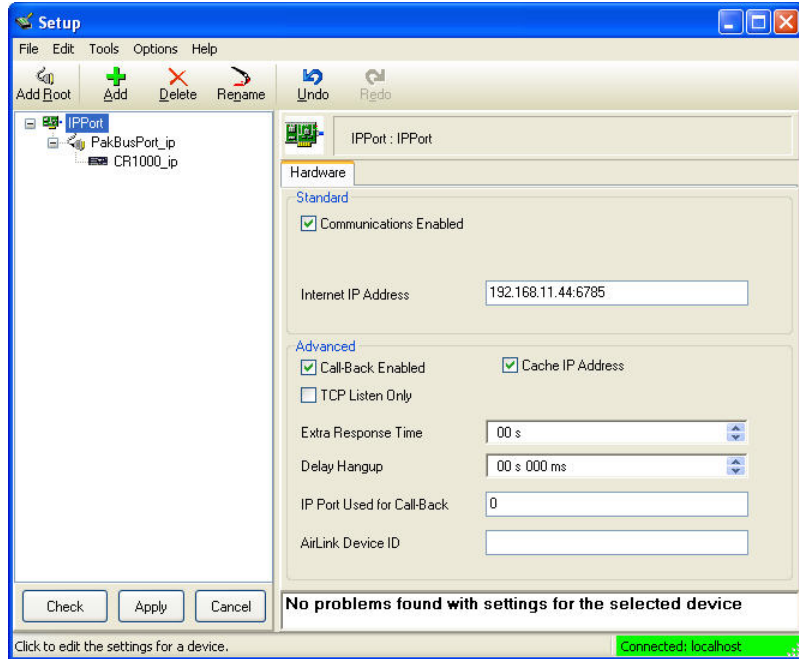 Setup
File Edit Tools Options Help
Add Root Add Delete Rename Undo Redo
IPPort
PakBusPort_ip
CR1000_ip
IPPort : IPPort
Hardware
Standard
Communications Enabled
Internet IP Address 192.168.11.44:6785
Advanced
Call-Back Enabled Cache IP Address
TCP Listen Only
Extra Response Time 00 s
Delay Hangup 00 s 000 ms
IP Port Used for Call-Back 0
AirLink Device ID
Check Apply Cancel
No problems found with settings for the selected device
Click to edit the settings for a device. Connected: localhost